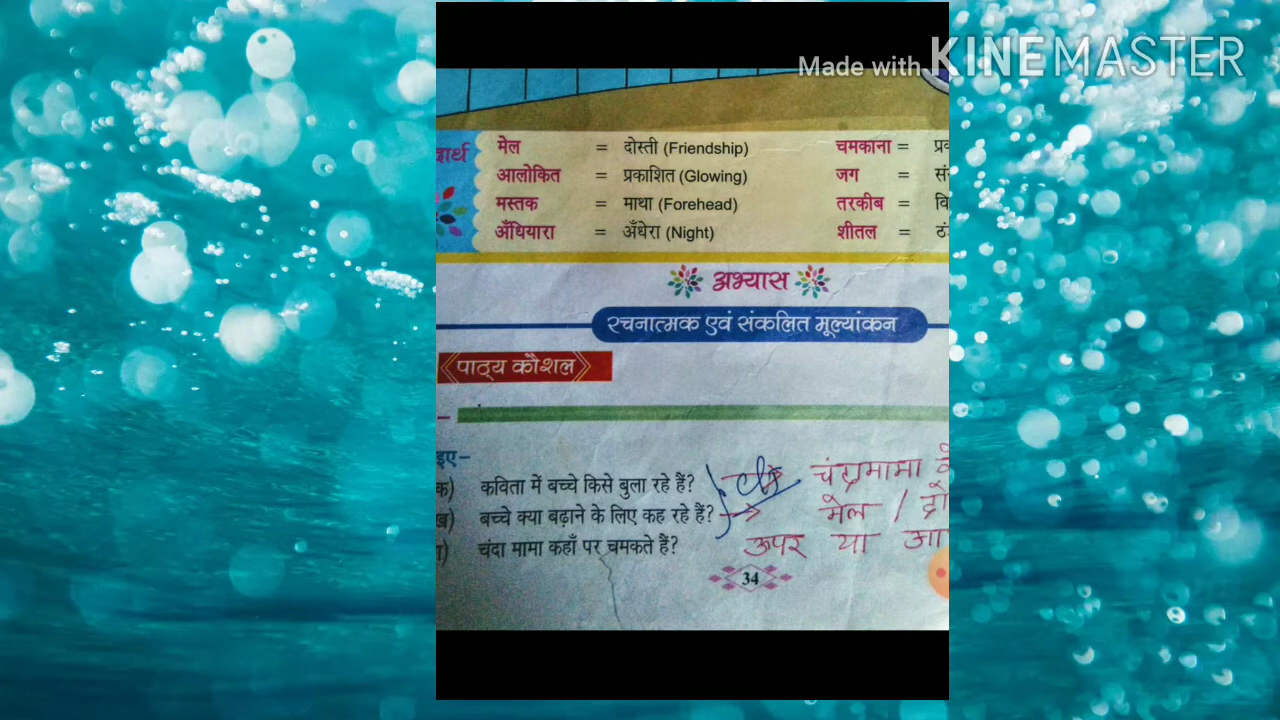 Made with KINEMASTER
मेल = दोस्ती (Friendship) चमकाना =
आलोकित = प्रकाशित (Glowing) जग =
मस्तक = माथा (Forehead) तरकीब =
अँधियारा = अँधेरा (Night) शीतल =
अभ्यास
रचनात्मक एवं संकलित मूल्यांकन
पाठ्य कौशल
कविता में बच्चे किसे बुला रहे हैं? चंद्रामामा
बच्चे क्या बढ़ाने के लिए कह रहे हैं? मेल /
चंदा मामा कहाँ पर चमकते हैं? ऊपर या
34